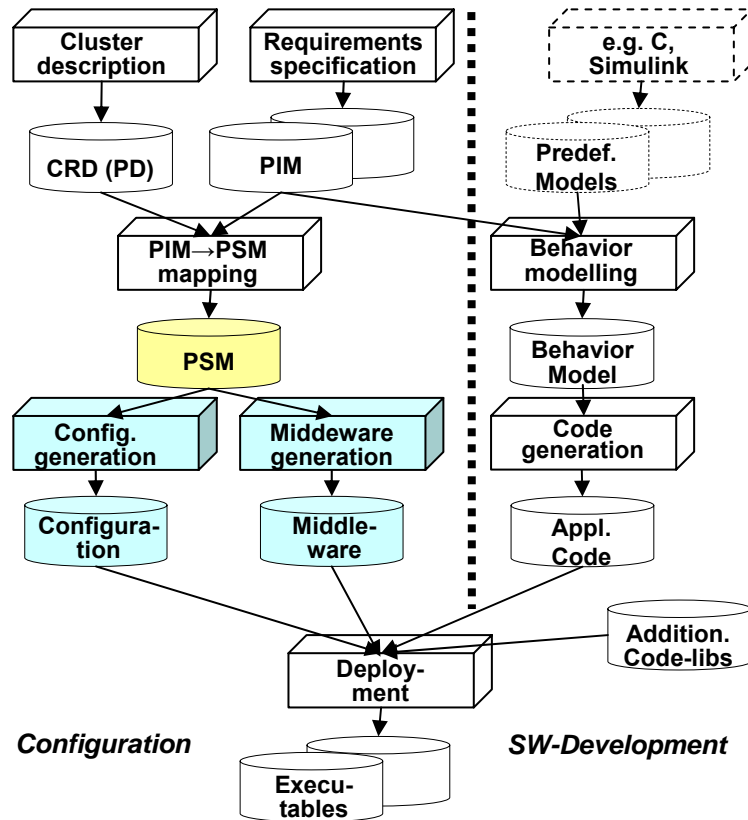 Cluster
description
Requirements
specification
e.g. C,
Simulink
CRD (PD)
PIM
Predef.
Models
PIM→PSM
mapping
Behavior
modelling
PSM
Behavior
Model
Config.
generation
Middeware
generation
Code
generation
Configura-
tion
Middle-
ware
Appl.
Code
Addition.
Code-libs
Deploy-
ment
Configuration
SW-Development
Execu-
tables